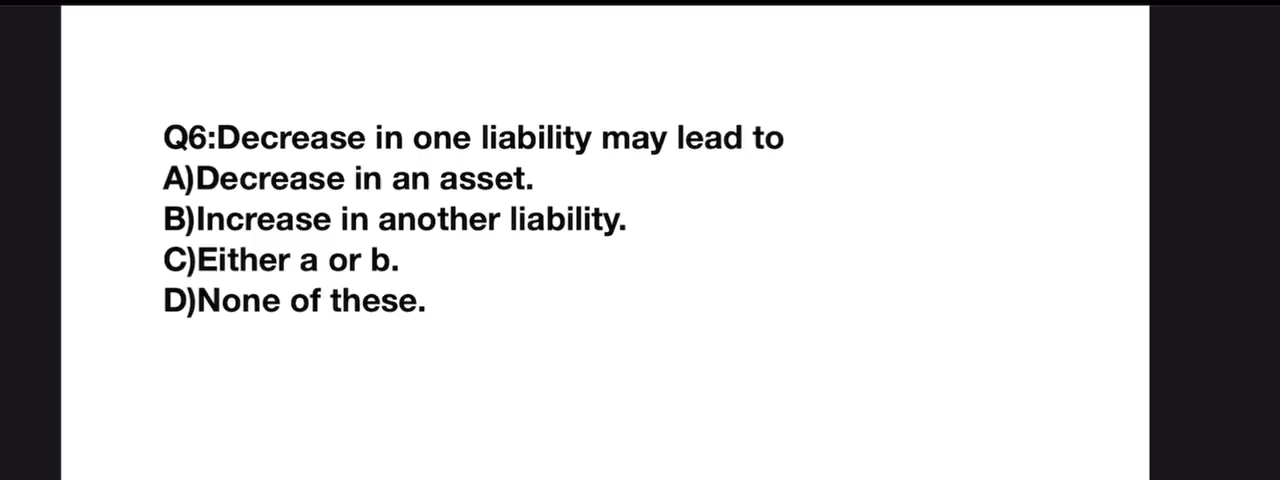 Q6:Decrease in one liability may lead to
A)Decrease in an asset.
B)Increase in another liability.
C)Either a or b.
D)None of these.